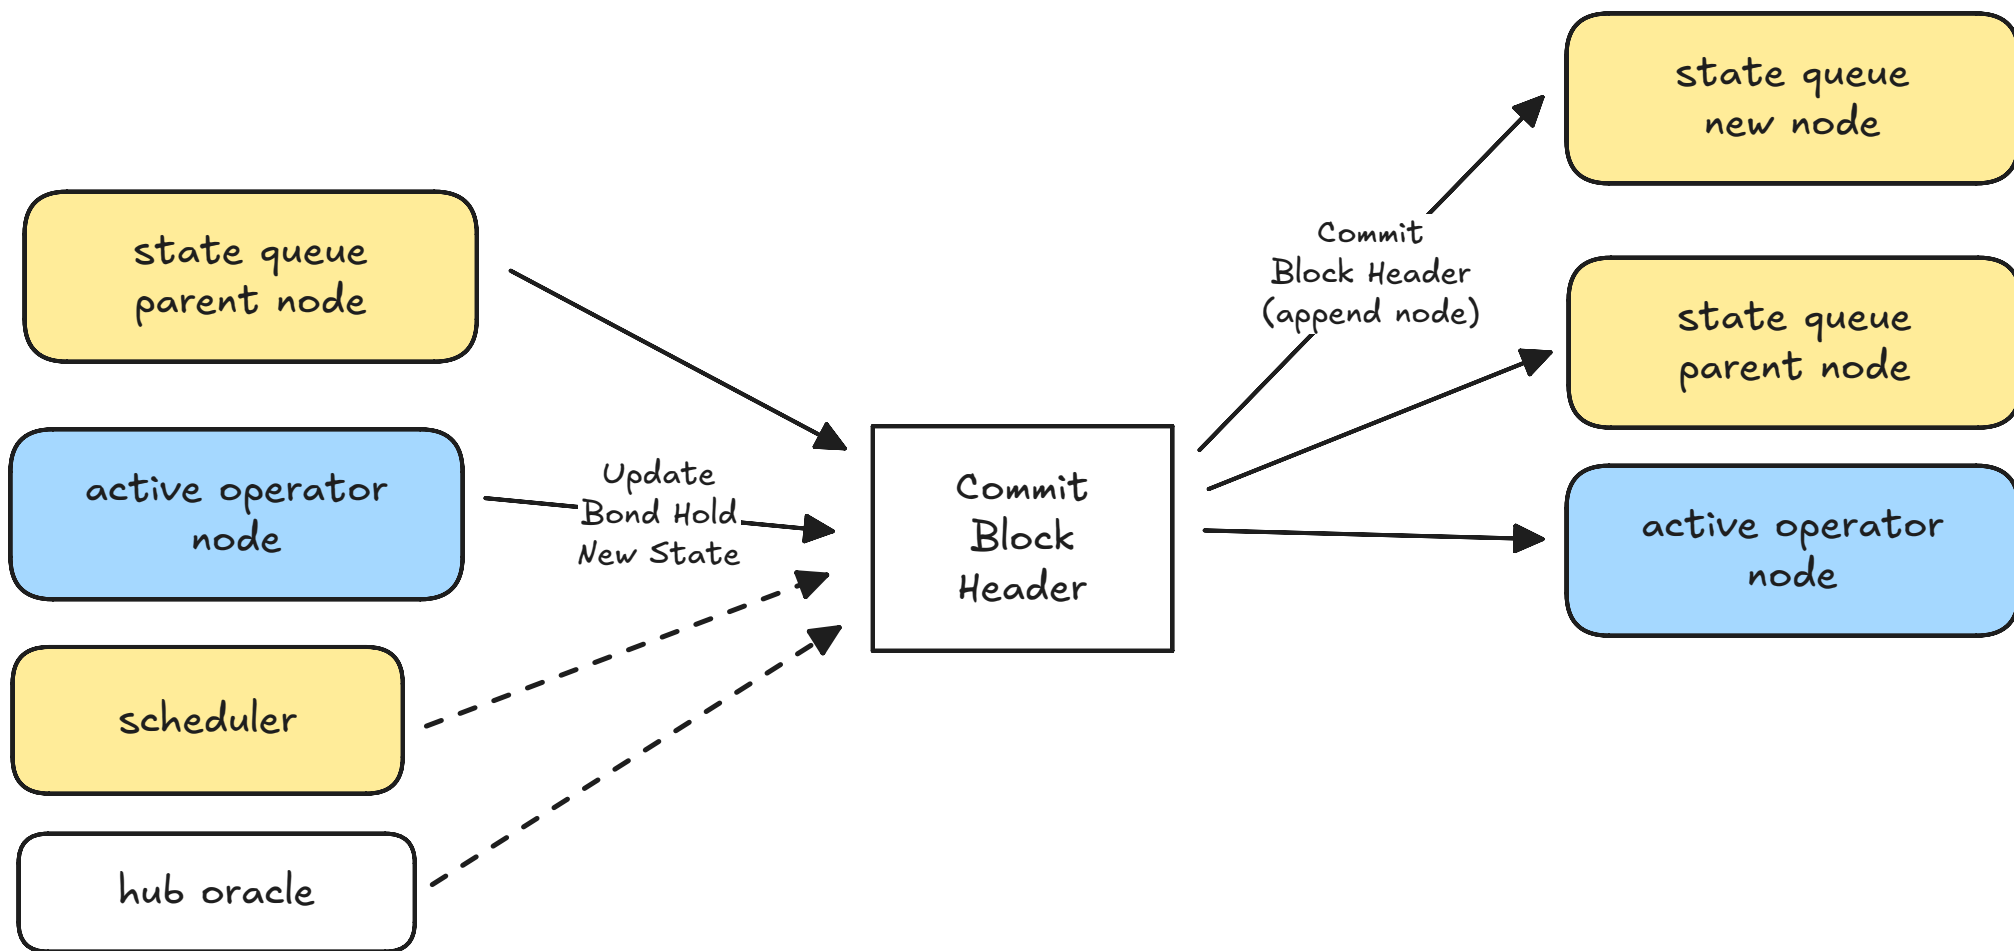 state queue
parent node
active operator
node
scheduler
hub oracle
Update
Bond Hold
New State
Commit
Block
Header
Commit
Block Header
(append node)
state queue
new node
state queue
parent node
active operator
node